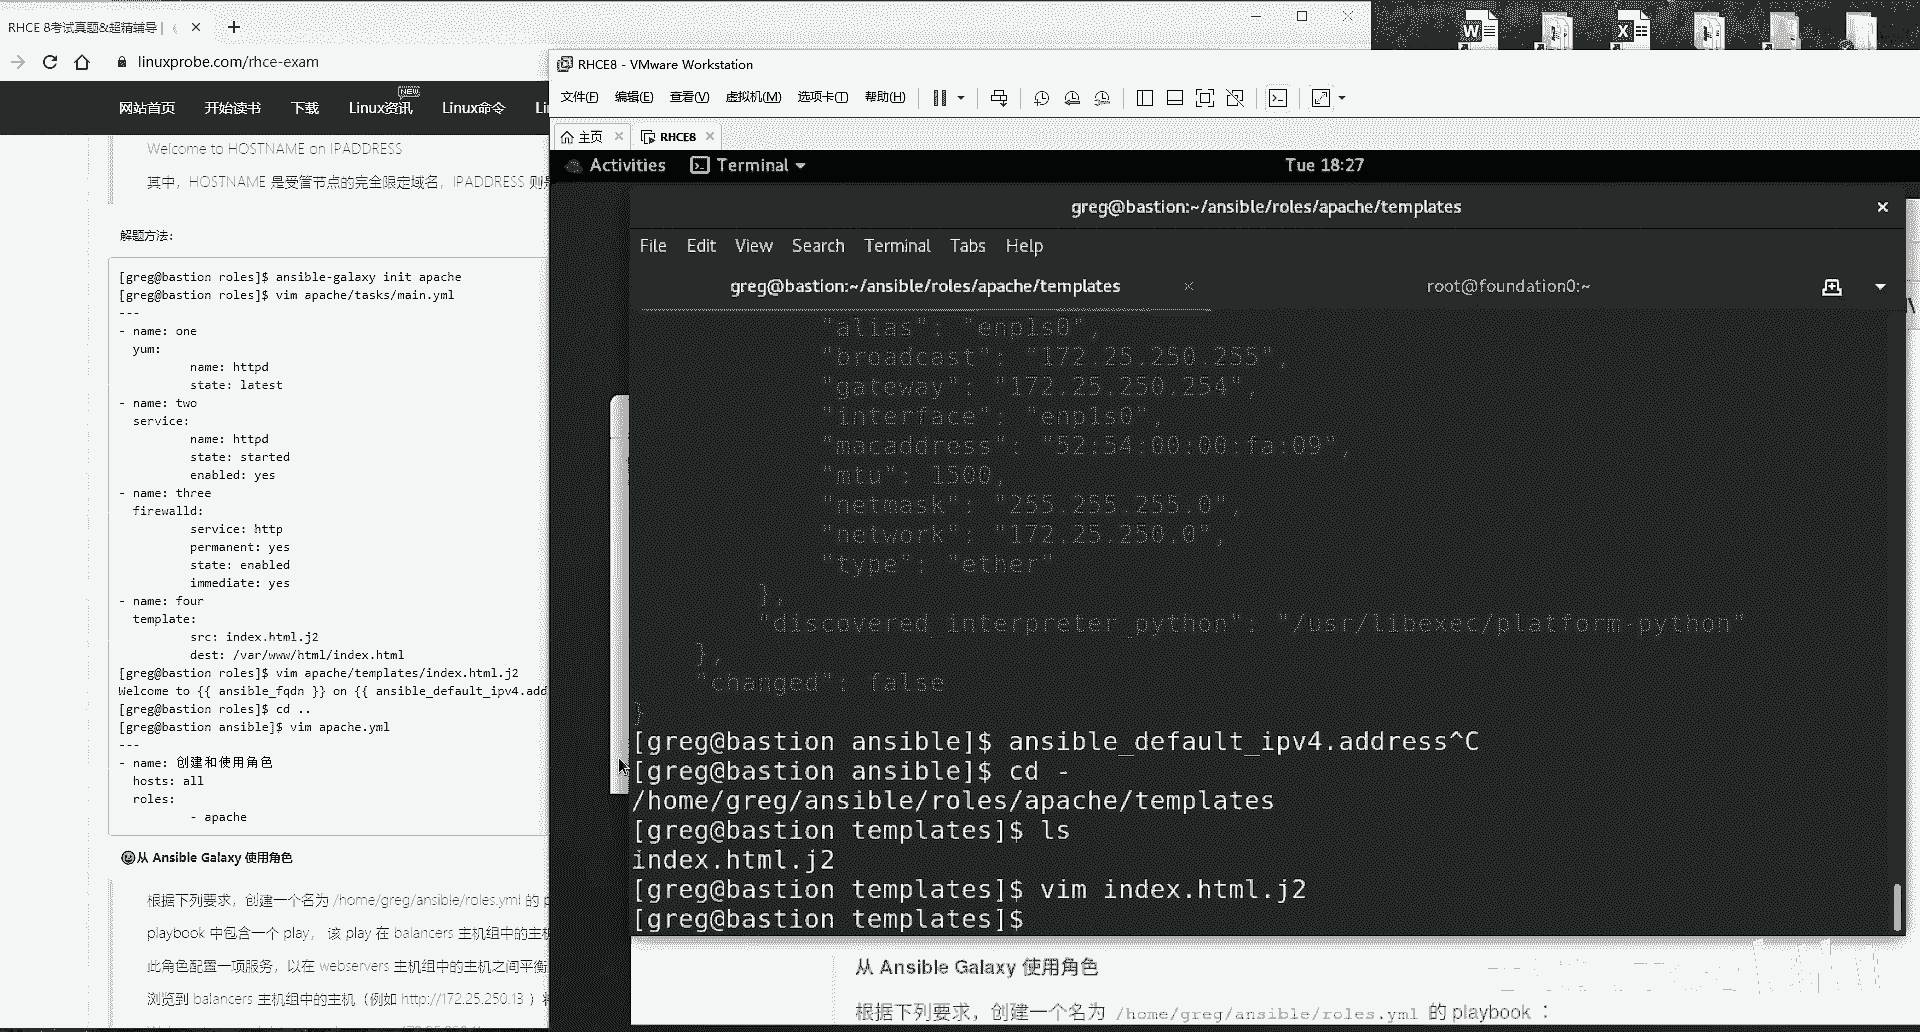 RHCE 8考试真题&超精辅导 |
linuxprobe.com/rhce-exam
网站首页 开始读书 下载 Linux资讯 NEW Linux命令
Welcome to HOSTNAME on IPADDRESS
其中，HOSTNAME 是受管节点的完全限定域名，IPADDRESS 则是
解题方法:
[greg@bastion roles]$ ansible-galaxy init apache
[greg@bastion roles]$ vim apache/tasks/main.yml
---
- name: one
yum:
name: httpd
state: latest
- name: two
service:
name: httpd
state: started
enabled: yes
- name: three
firewalld:
service: http
permanent: yes
state: enabled
immediate: yes
- name: four
template:
src: index.html.j2
dest: /var/www/html/index.html
[greg@bastion roles]$ vim apache/templates/index.html.j2
Welcome to {{ ansible_fqdn }} on {{ ansible_default_ipv4.add
[greg@bastion roles]$ cd ..
[greg@bastion ansible]$ vim apache.yml
---
- name: 创建和使用角色
hosts: all
roles:
- apache
从 Ansible Galaxy 使用角色
根据下列要求，创建一个名为 /home/greg/ansible/roles.yml 的 p
playbook 中包含一个 play， 该 play 在 balancers 主机组中的主机
此角色配置一项服务，以在 webservers 主机组中的主机之间平衡
浏览到 balancers 主机组中的主机（例如 http://172.25.250.13 ）
RHCE8 - VMware Workstation
文件(F) 编辑(E) 查看(V) 虚拟机(M) 选项卡(T) 帮助(H)
主页 RHCE8
Activities Terminal Tue 18:27
greg@bastion:~/ansible/roles/apache/templates
File Edit View Search Terminal Tabs Help
greg@bastion:~/ansible/roles/apache/templates root@foundation0:~
"alias": "enp1s0",
"broadcast": "172.25.250.255",
"gateway": "172.25.250.254",
"interface": "enp1s0",
"macaddress": "52:54:00:00:fa:09",
"mtu": 1500,
"netmask": "255.255.255.0",
"network": "172.25.250.0",
"type": "ether"
},
"discovered_interpreter_python": "/usr/libexec/platform-python"
},
"changed": false
}
[greg@bastion ansible]$ ansible_default_ipv4.address^C
[greg@bastion ansible]$ cd -
/home/greg/ansible/roles/apache/templates
[greg@bastion templates]$ ls
index.html.j2
[greg@bastion templates]$ vim index.html.j2
[greg@bastion templates]$
从 Ansible Galaxy 使用角色
根据下列要求，创建一个名为 /home/greg/ansible/roles.yml 的 playbook ：